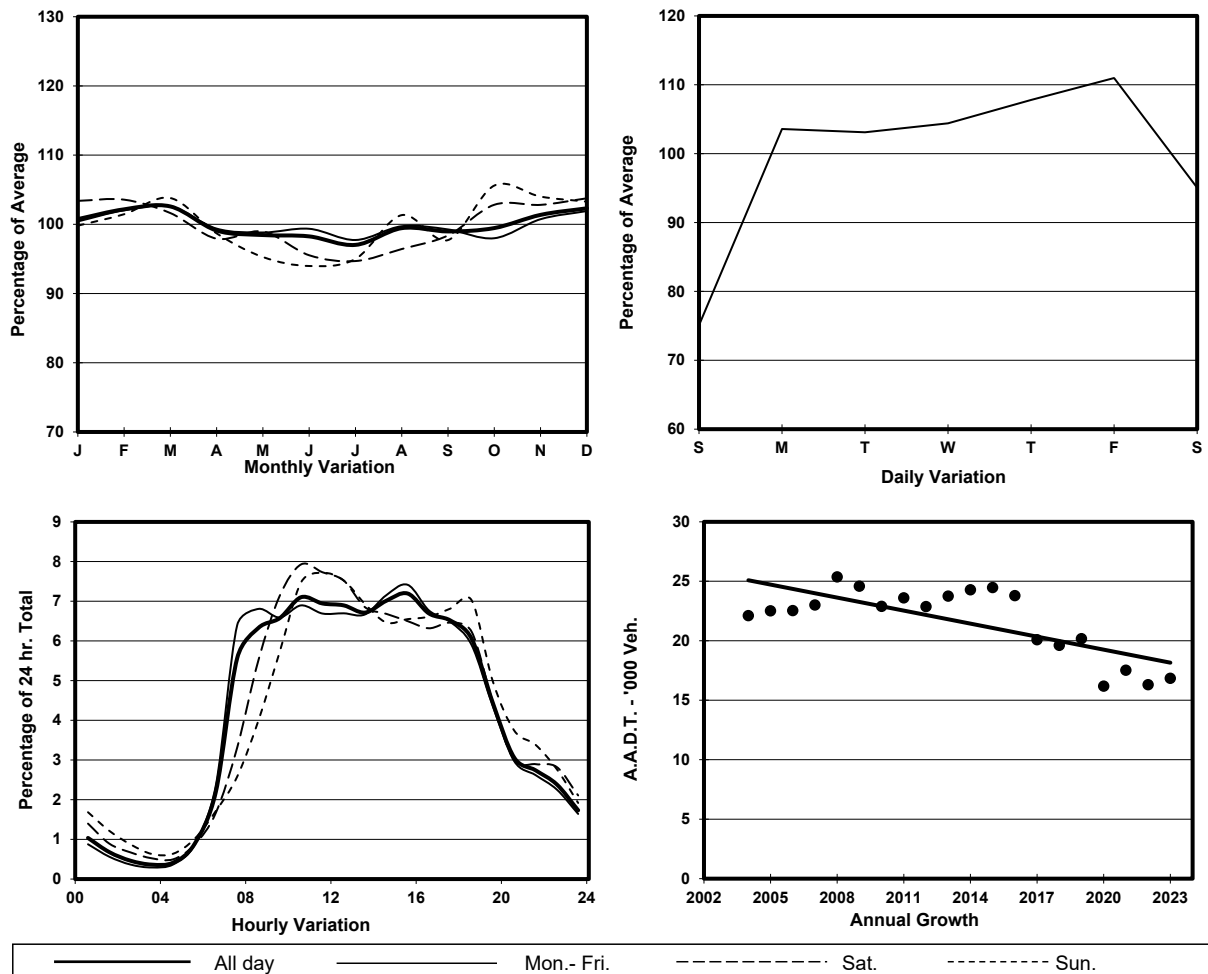 130
120
110
100
90
80
70
Percentage of Average
J F M A M J J A S O N D
Monthly Variation
120
110
100
90
80
70
60
Percentage of Average
S M T W T F S
Daily Variation
9
8
7
6
5
4
3
2
1
0
Percentage of 24 hr. Total
00 04 08 12 16 20 24
Hourly Variation
30
25
20
15
10
5
0
A.A.D.T. - '000 Veh.
2002 2005 2008 2011 2014 2017 2020 2023
Annual Growth
All day Mon.- Fri. Sat. Sun.